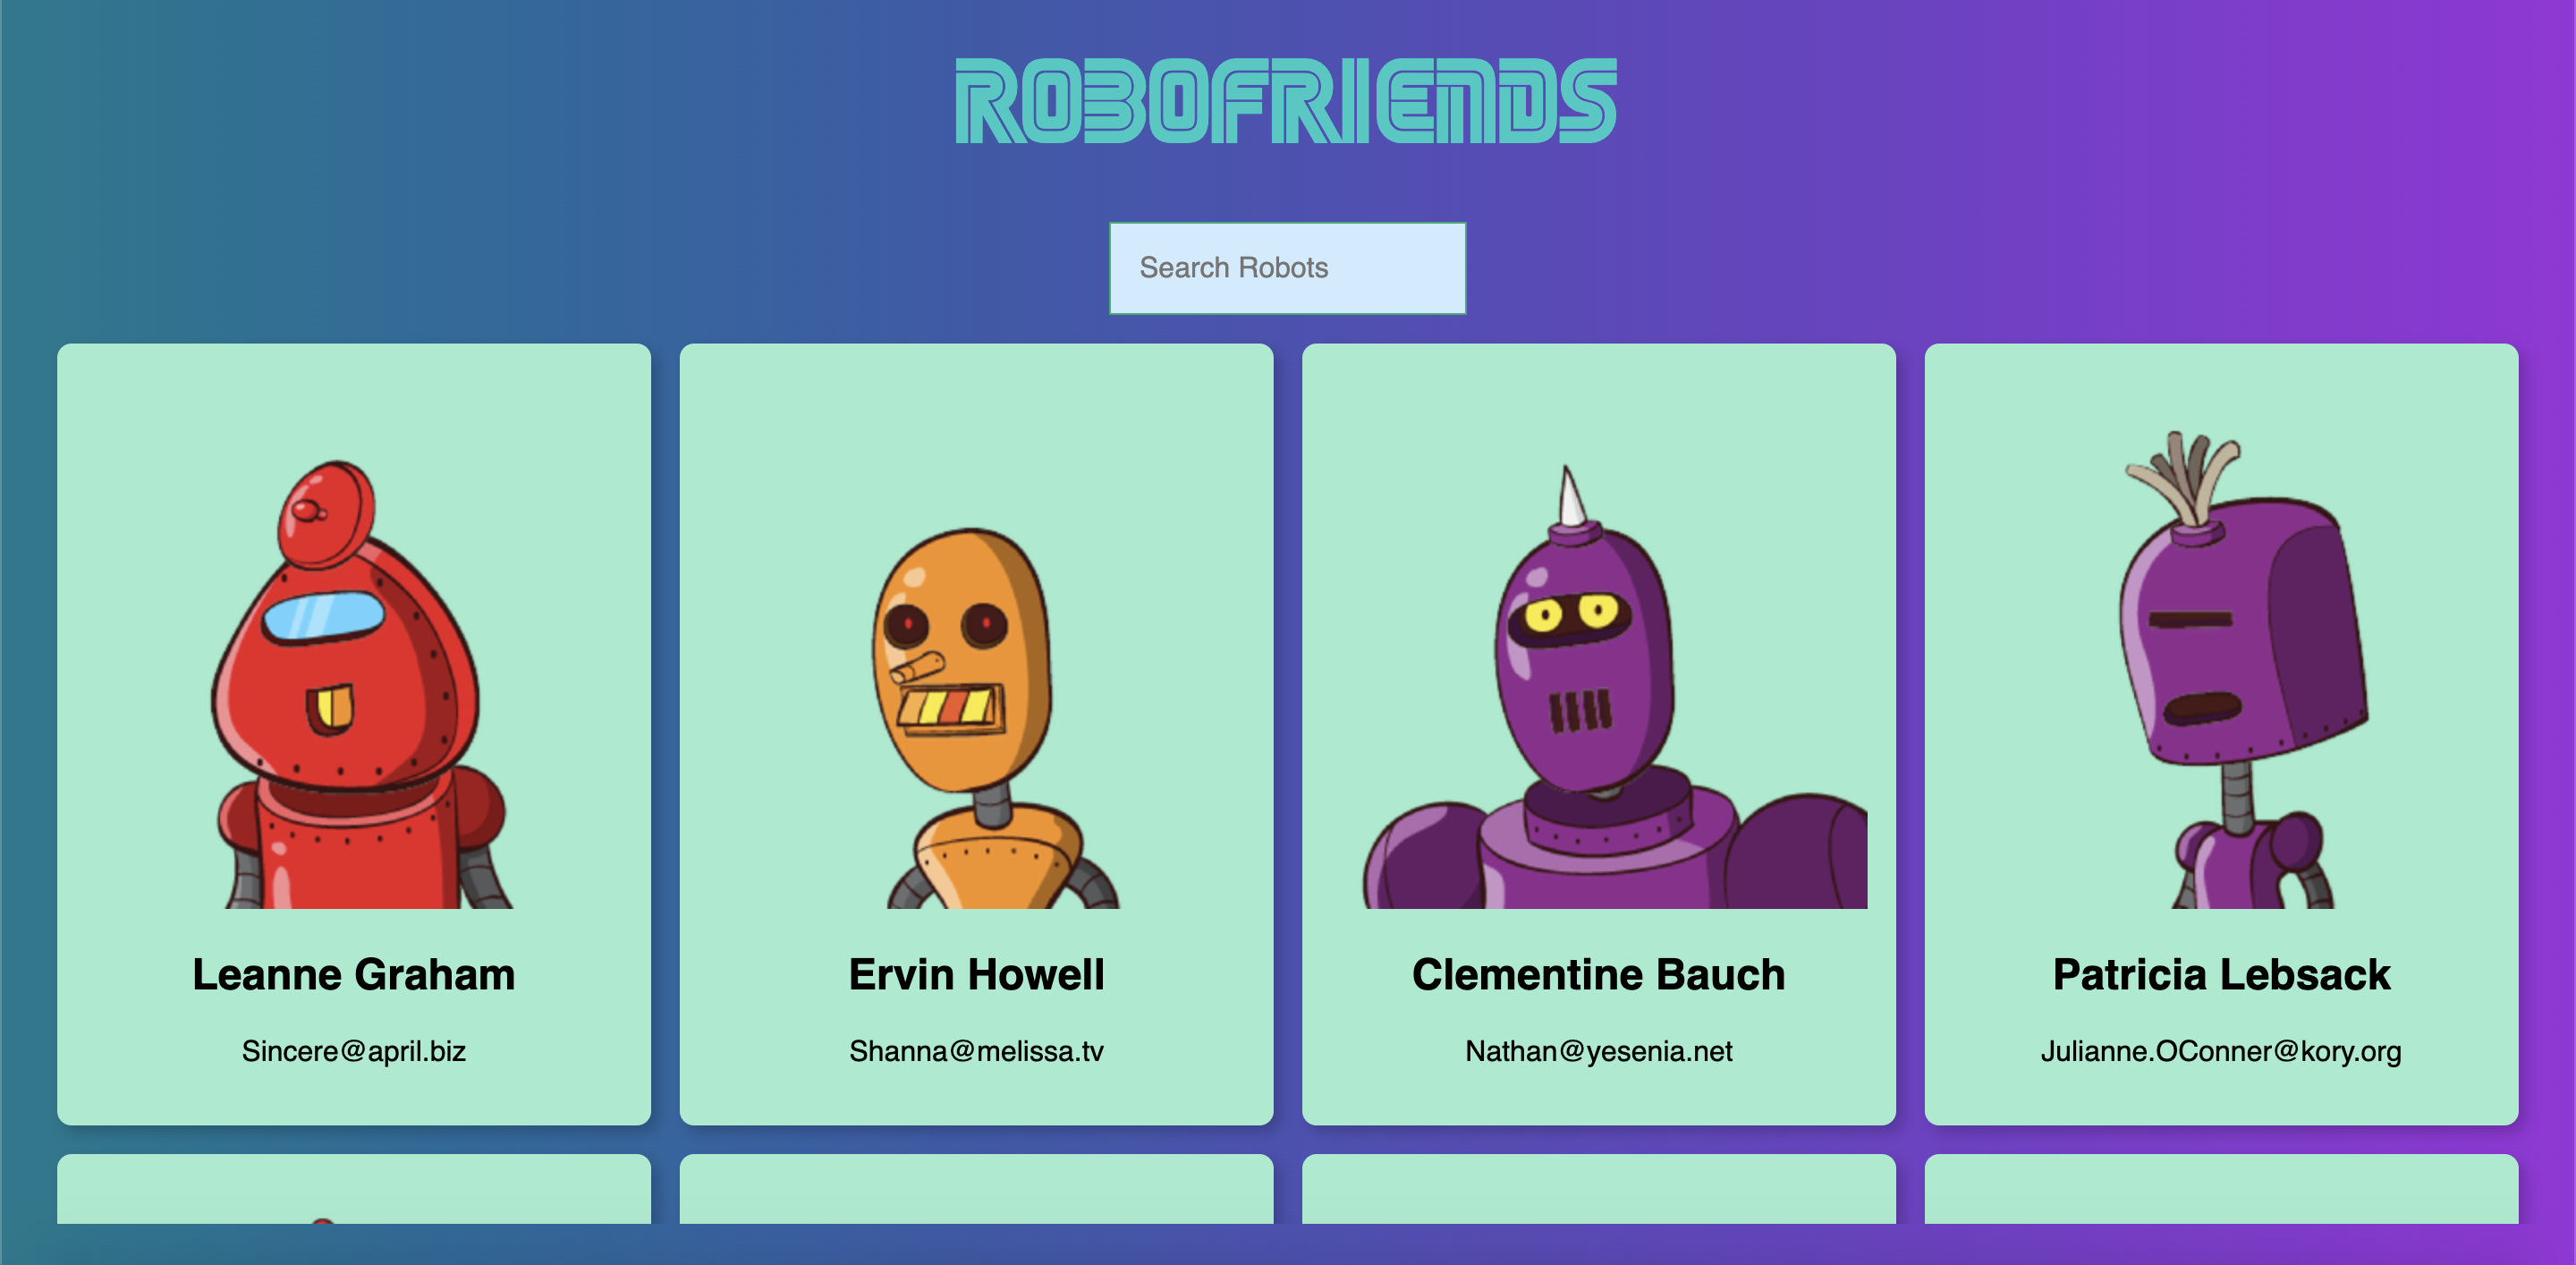 ROBOFRIENDS
Search Robots
Leanne Graham
Sincere@april.biz
Ervin Howell
Shanna@melissa.tv
Clementine Bauch
Nathan@yesenia.net
Patricia Lebsack
Julianne.OConner@kory.org